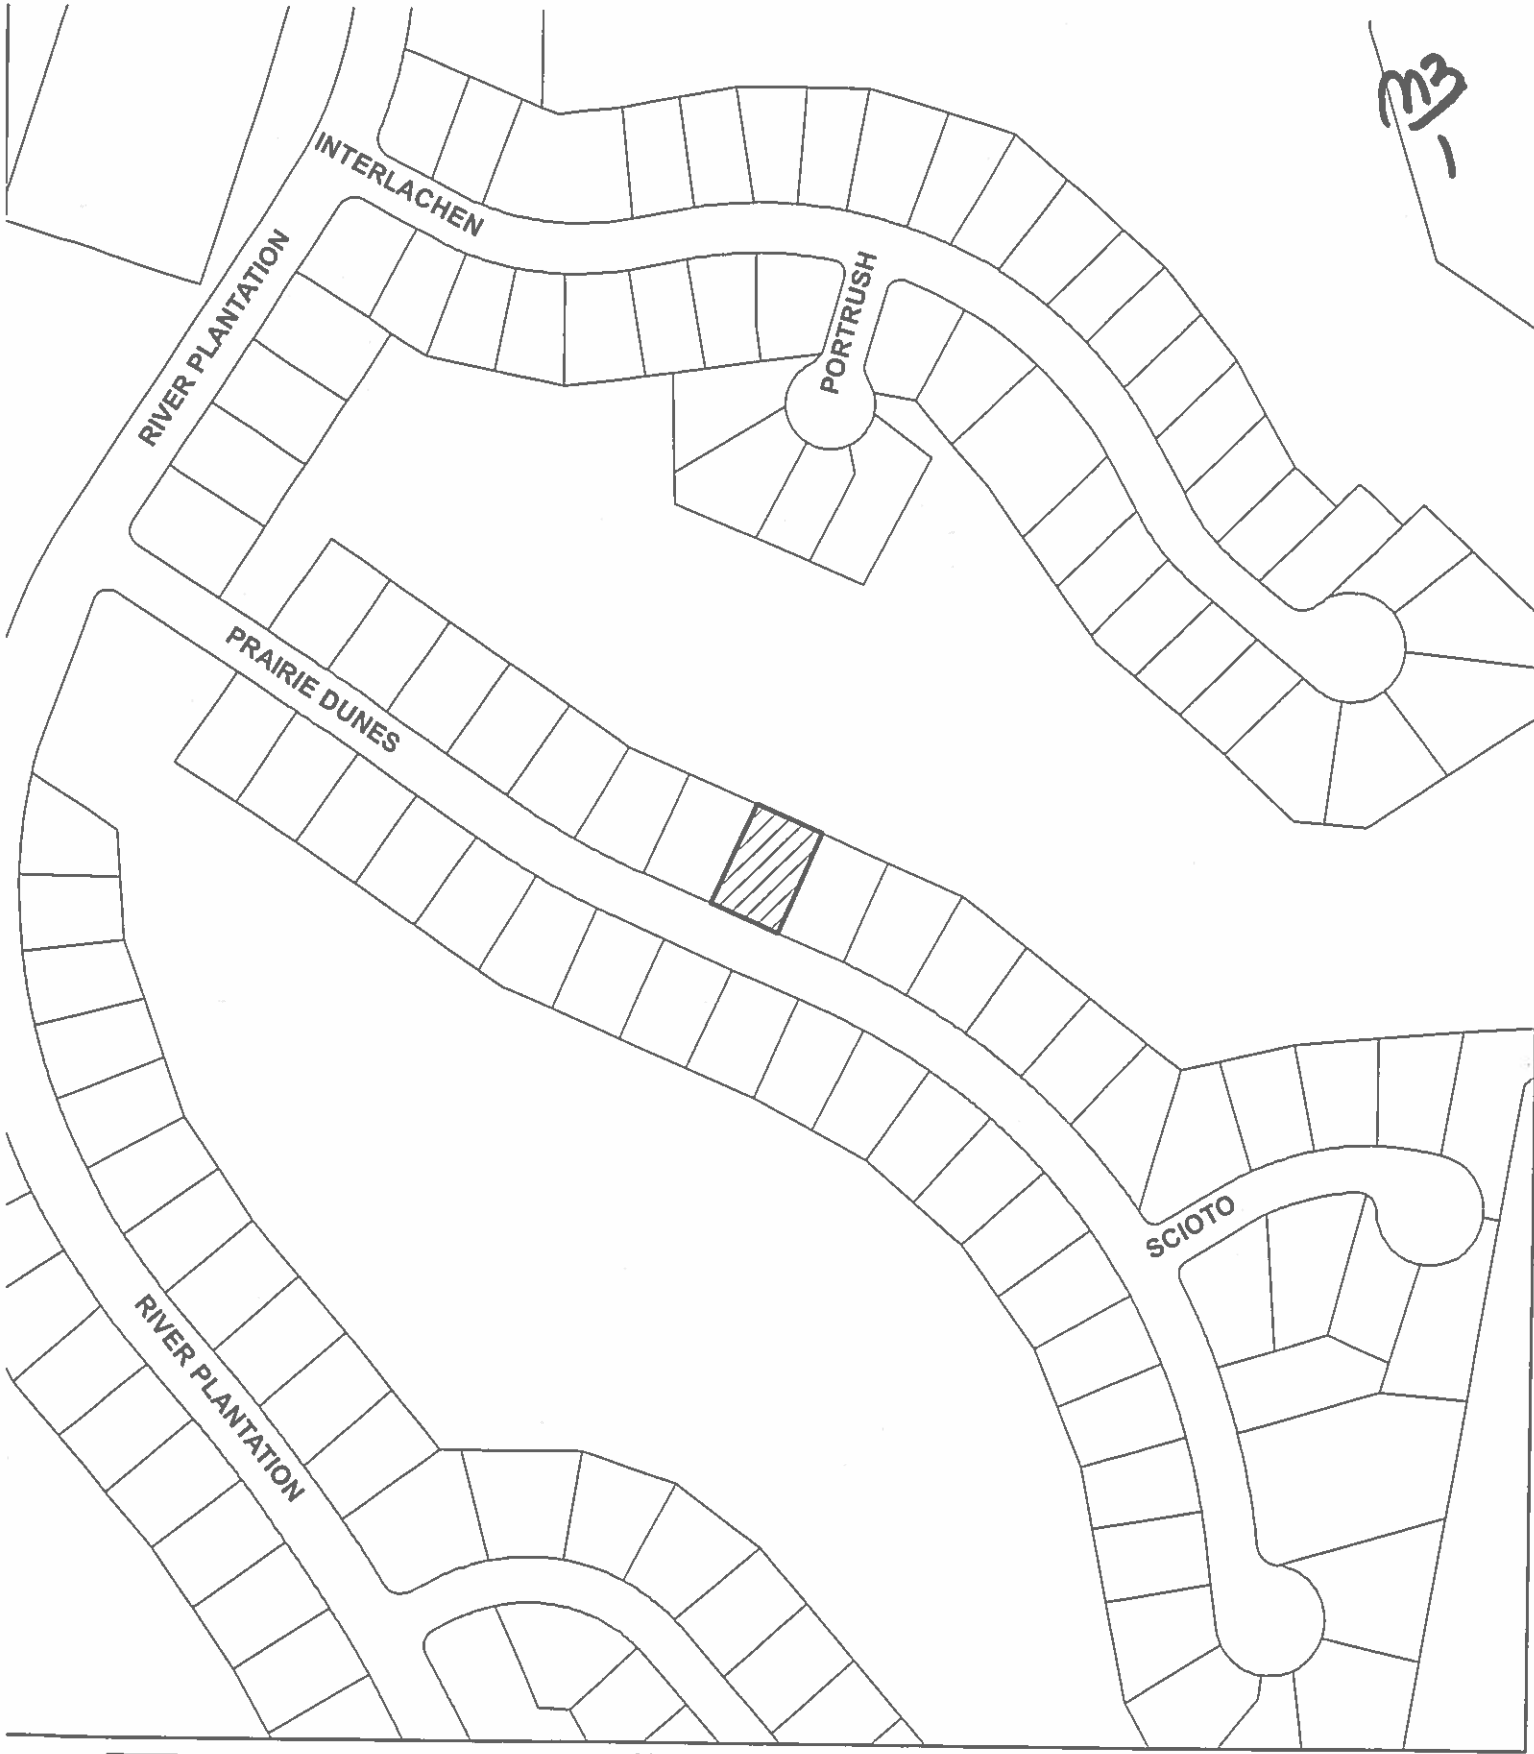 M3
1
INTERLACHEN
RIVER PLANTATION
PORTRUSH
PRAIRIE DUNES
SCIOTO
RIVER PLANTATION